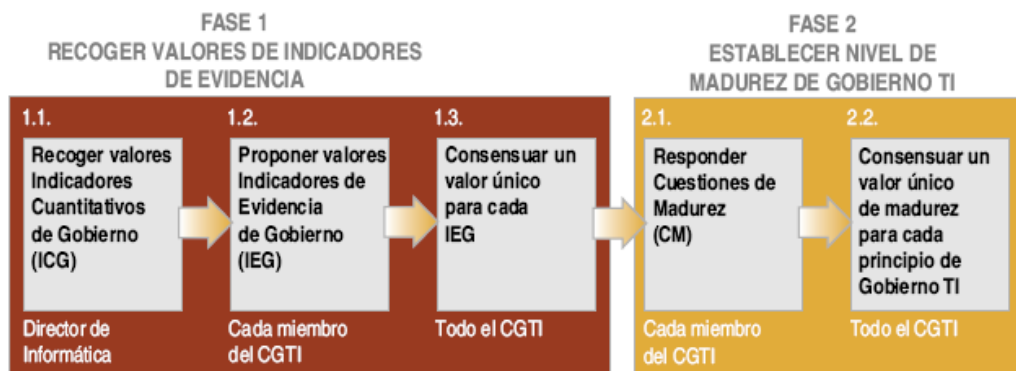 FASE 1
RECOGER VALORES DE INDICADORES
DE EVIDENCIA
1.1.
Recoger valores
Indicadores
Cuantitativos
de Gobierno
(ICG)
Director de
Informática
1.2.
Proponer valores
Indicadores de
Evidencia
de Gobierno
(IEG)
Cada miembro
del CGTI
1.3.
Consensuar un
valor único
para cada
IEG
Todo el CGTI
FASE 2
ESTABLECER NIVEL DE
MADUREZ DE GOBIERNO TI
2.1.
Responder
Cuestiones de
Madurez
(CM)
Cada miembro
del CGTI
2.2.
Consensuar un
valor único
de madurez
para cada
principio de
Gobierno TI
Todo el CGTI